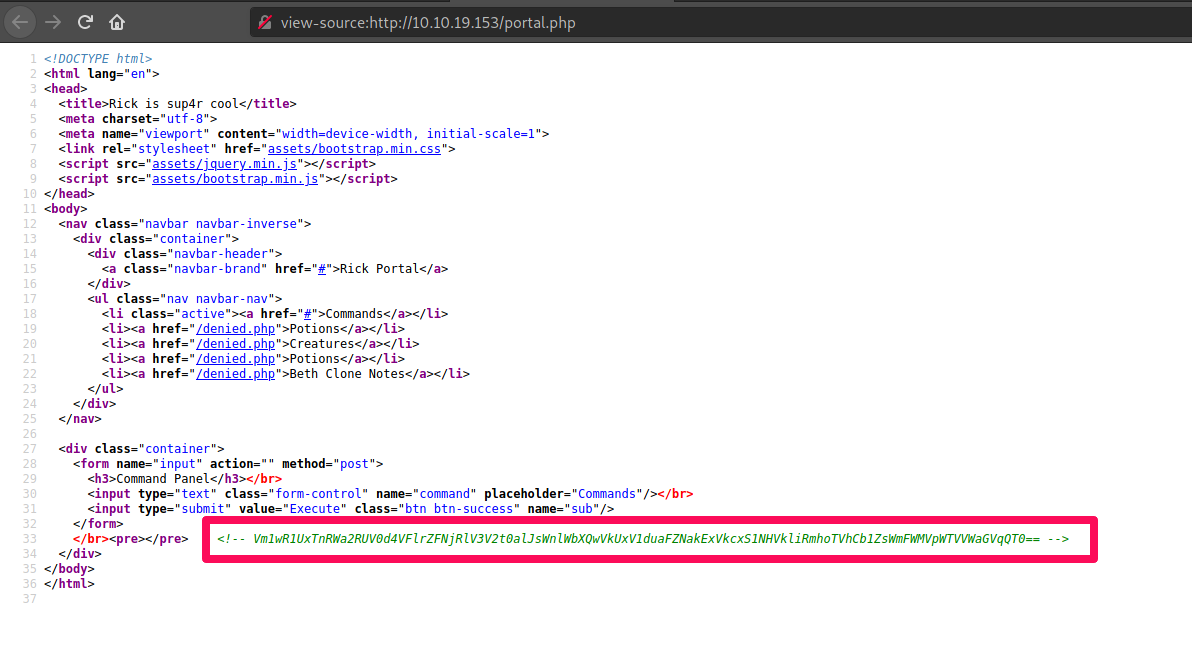 view-source:http://10.10.19.153/portal.php
1 <!DOCTYPE html>
2 <html lang="en">
3 <head>
4 <title>Rick is sup4r cool</title>
5 <meta charset="utf-8">
6 <meta name="viewport" content="width=device-width, initial-scale=1">
7 <link rel="stylesheet" href="assets/bootstrap.min.css">
8 <script src="assets/jquery.min.js"></script>
9 <script src="assets/bootstrap.min.js"></script>
10 </head>
11 <body>
12 <nav class="navbar navbar-inverse">
13 <div class="container">
14 <div class="navbar-header">
15 <a class="navbar-brand" href="#">Rick Portal</a>
16 </div>
17 <ul class="nav navbar-nav">
18 <li class="active"><a href="#">Commands</a></li>
19 <li><a href="/denied.php">Potions</a></li>
20 <li><a href="/denied.php">Creatures</a></li>
21 <li><a href="/denied.php">Potions</a></li>
22 <li><a href="/denied.php">Beth Clone Notes</a></li>
23 </ul>
24 </div>
25 </nav>
26
27 <div class="container">
28 <form name="input" action="" method="post">
29 <h3>Command Panel</h3></br>
30 <input type="text" class="form-control" name="command" placeholder="Commands"/></br>
31 <input type="submit" value="Execute" class="btn btn-success" name="sub"/>
32 </form>
33 </br><pre></pre> <!-- Vm1wR1UxTnRWa2RUV0d4VFlrZFNjRlV3V2t0alJsWnlWbXQwVkUxV1duaFZNakExVkcxS1NHVkliRmhoTVhCb1ZsWmFWMVpWTVVWaGVqQT0== -->
34 </div>
35 </body>
36 </html>
37